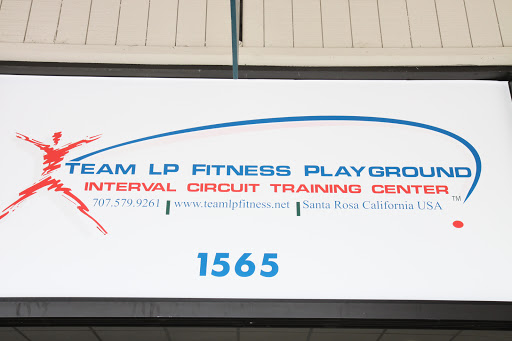 TEAM LP FITNESS PLAYGROUND
INTERVAL CIRCUIT TRAINING CENTER TM
707.579.9261 | www.teamlpfitness.net | Santa Rosa California USA
1565